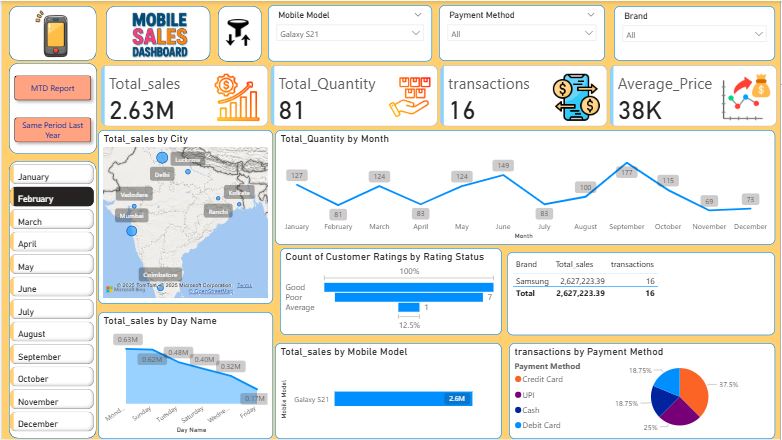 MOBILE
SALES
DASHBOARD
Mobile Model
Galaxy S21
Payment Method
All
Brand
All
MTD Report
Same Period Last
Year
Total_sales
2.63M
Total_Quantity
81
transactions
16
Average_Price
38K
January
February
March
April
May
June
July
August
September
October
November
December
Total_sales by City
Lucknow
Delhi
Vadodara
Kolkata
Ranchi
Mumbai
Coimbatore
Microsoft Bing
© 2025 TomTom, © 2025 Microsoft Corporation Terms
© OpenStreetMap
Total_Quantity by Month
127
81
124
83
124
149
83
100
177
115
69
75
January February March April May June July August September October November December
Month
Count of Customer Ratings by Rating Status
100%
Good
Poor 7
Average 1
12.5%
Brand Total_sales transactions
Samsung 2,627,223.39 16
Total 2,627,223.39 16
Total_sales by Day Name
0.63M
0.62M
0.48M
0.40M
0.32M
0.17M
Mond... Sunday Tuesday Saturday Wedne... Friday
Day Name
Total_sales by Mobile Model
Mobile Model
Galaxy S21
2.6M
transactions by Payment Method
Payment Method
Credit Card
UPI
Cash
Debit Card
18.75%
37.5%
18.75%
25%